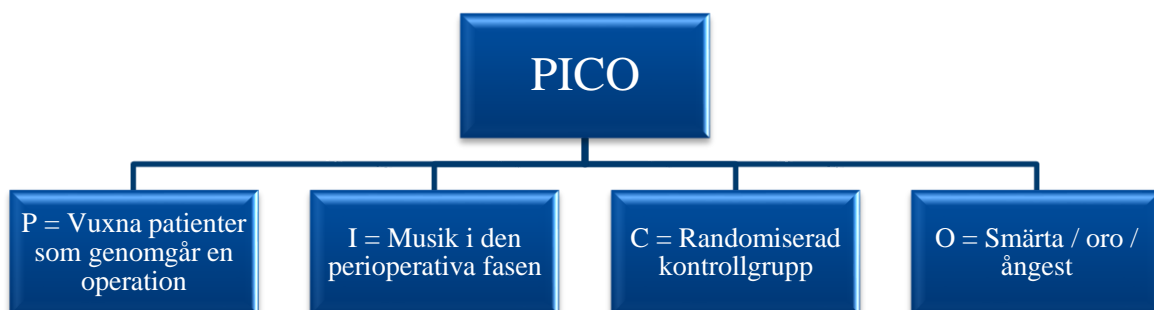 PICO
P = Vuxna patienter
som genomgår en
operation
I = Musik i den
perioperativa fasen
C = Randomiserad
kontrollgrupp
O = Smärta / oro /
ångest